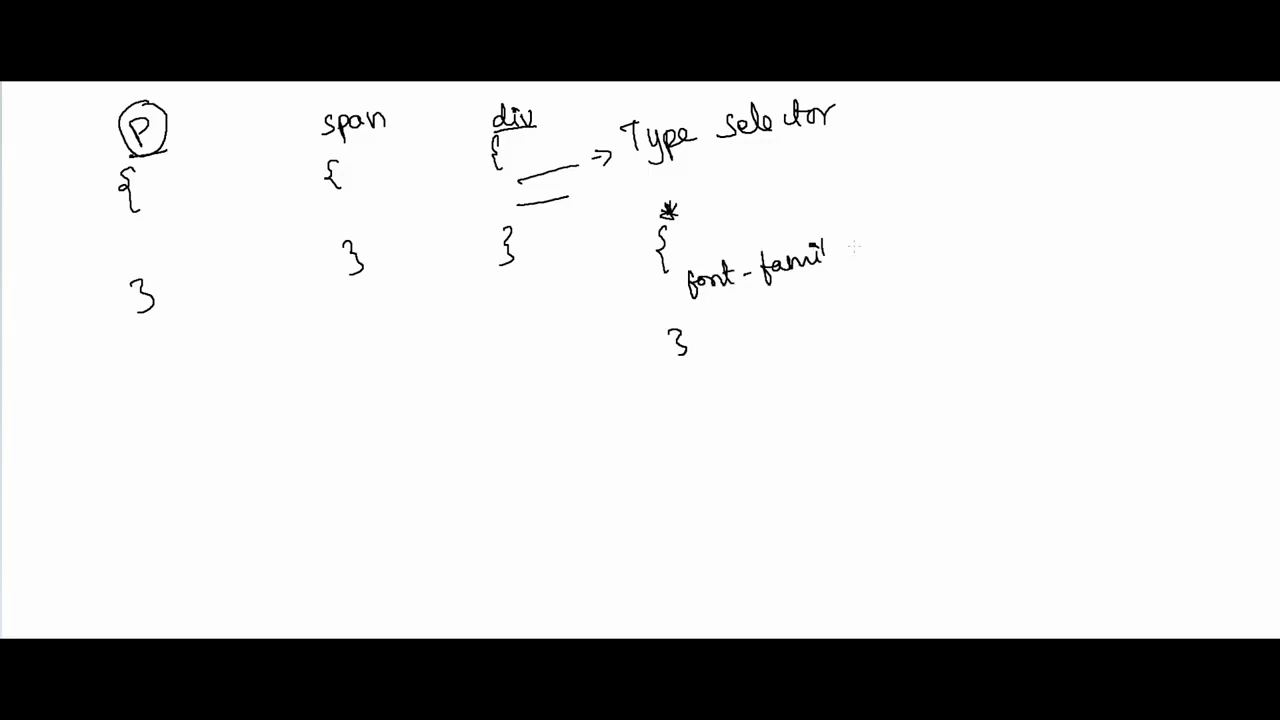 P span div → Type selector
{ { {
*
{
} } font-famil
}
}